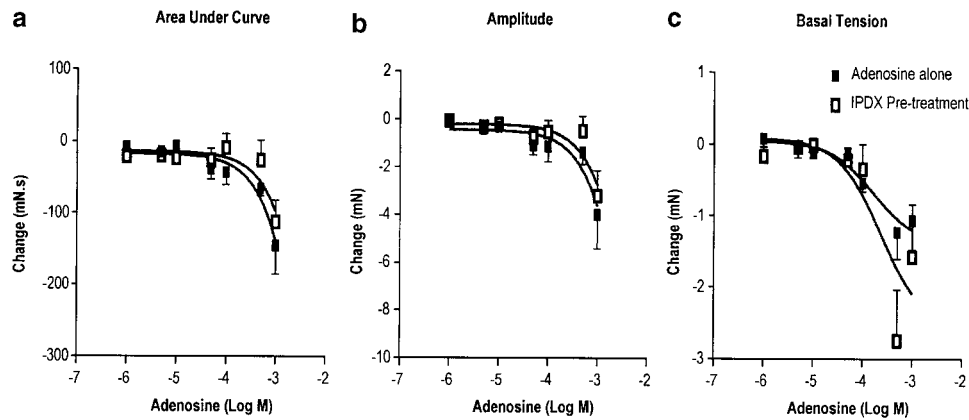 a
Area Under Curve
100
0
-100
-200
-300
Change (mN.s)
-7
-6
-5
-4
-3
-2
Adenosine (Log M)
b
Amplitude
2
0
-2
-4
-6
-8
-10
Change (mN)
-7
-6
-5
-4
-3
-2
Adenosine (Log M)
c
Basal Tension
1
0
-1
-2
-3
Change (mN)
Adenosine alone
IPDX Pre-treatment
-7
-6
-5
-4
-3
-2
Adenosine (Log M)